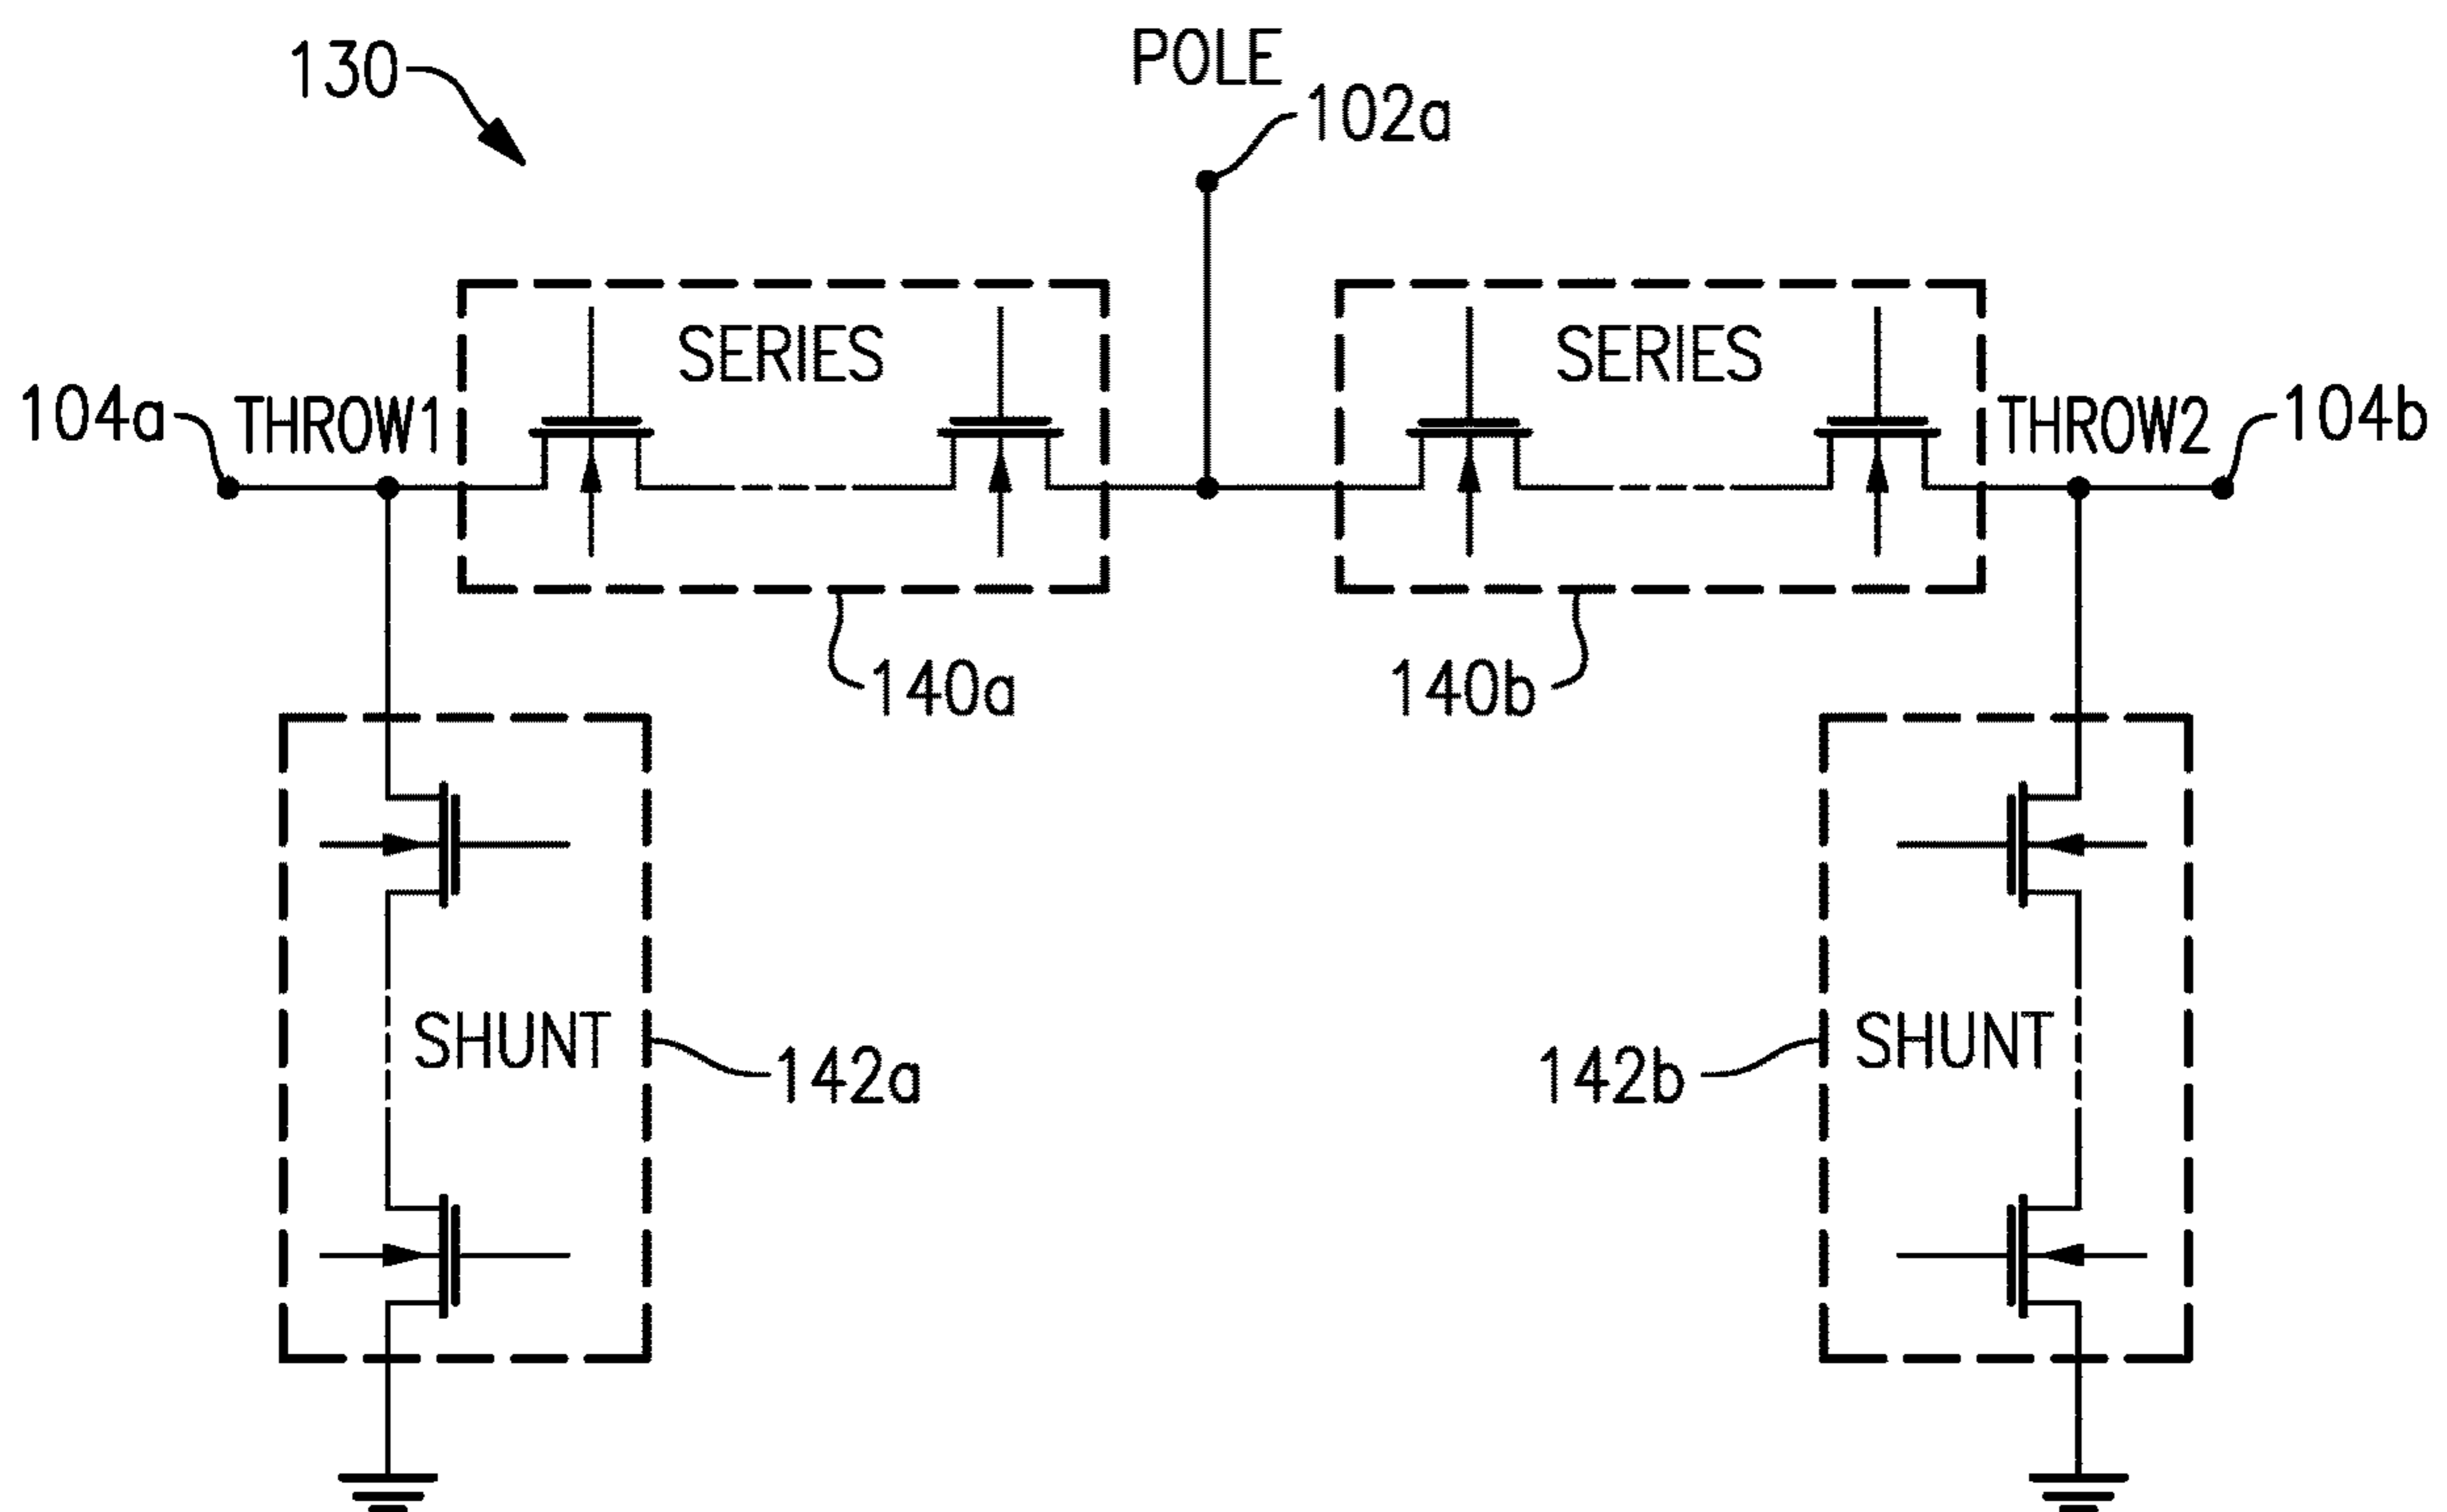 130
POLE
102a
SERIES
SERIES
104a
THROW1
THROW2
104b
140a
140b
SHUNT
142a
142b
SHUNT